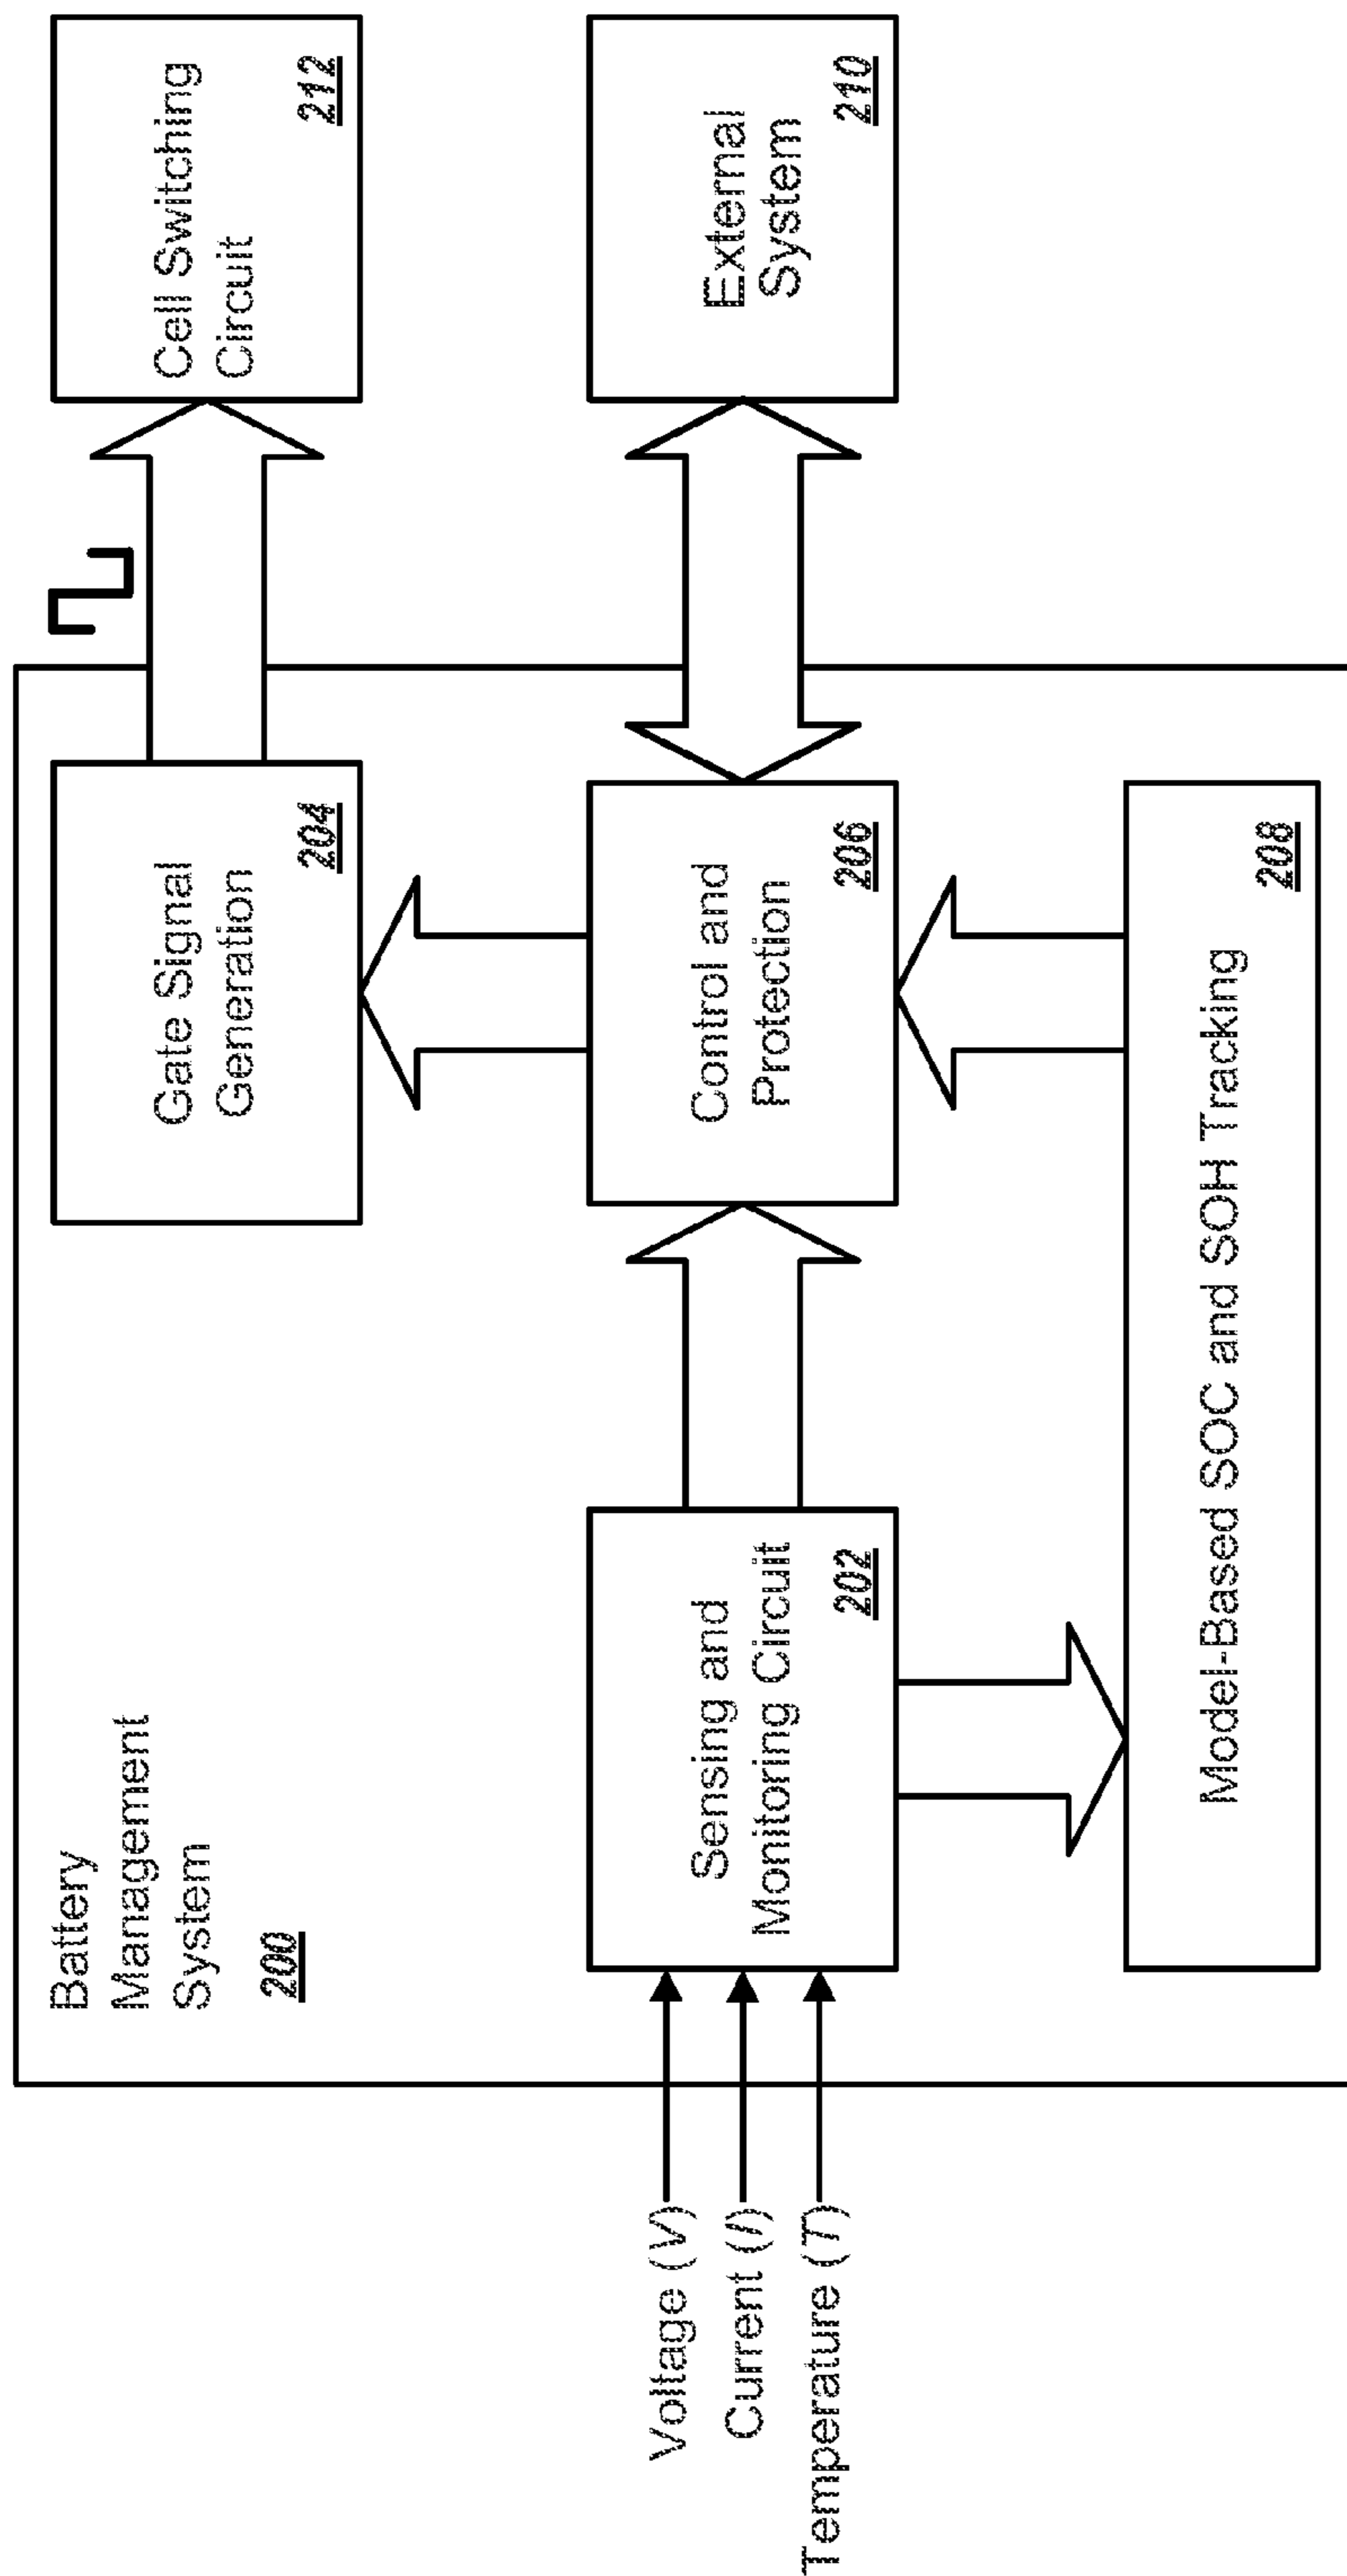 Battery
Management
System
200
Gate Signal
Generation
204
Cell Switching
Circuit
212
Voltage (V)
Current (I)
Temperature (T)
Sensing and
Monitoring Circuit
202
Control and
Protection
206
External
System
210
Model-Based SOC and SOH Tracking
208